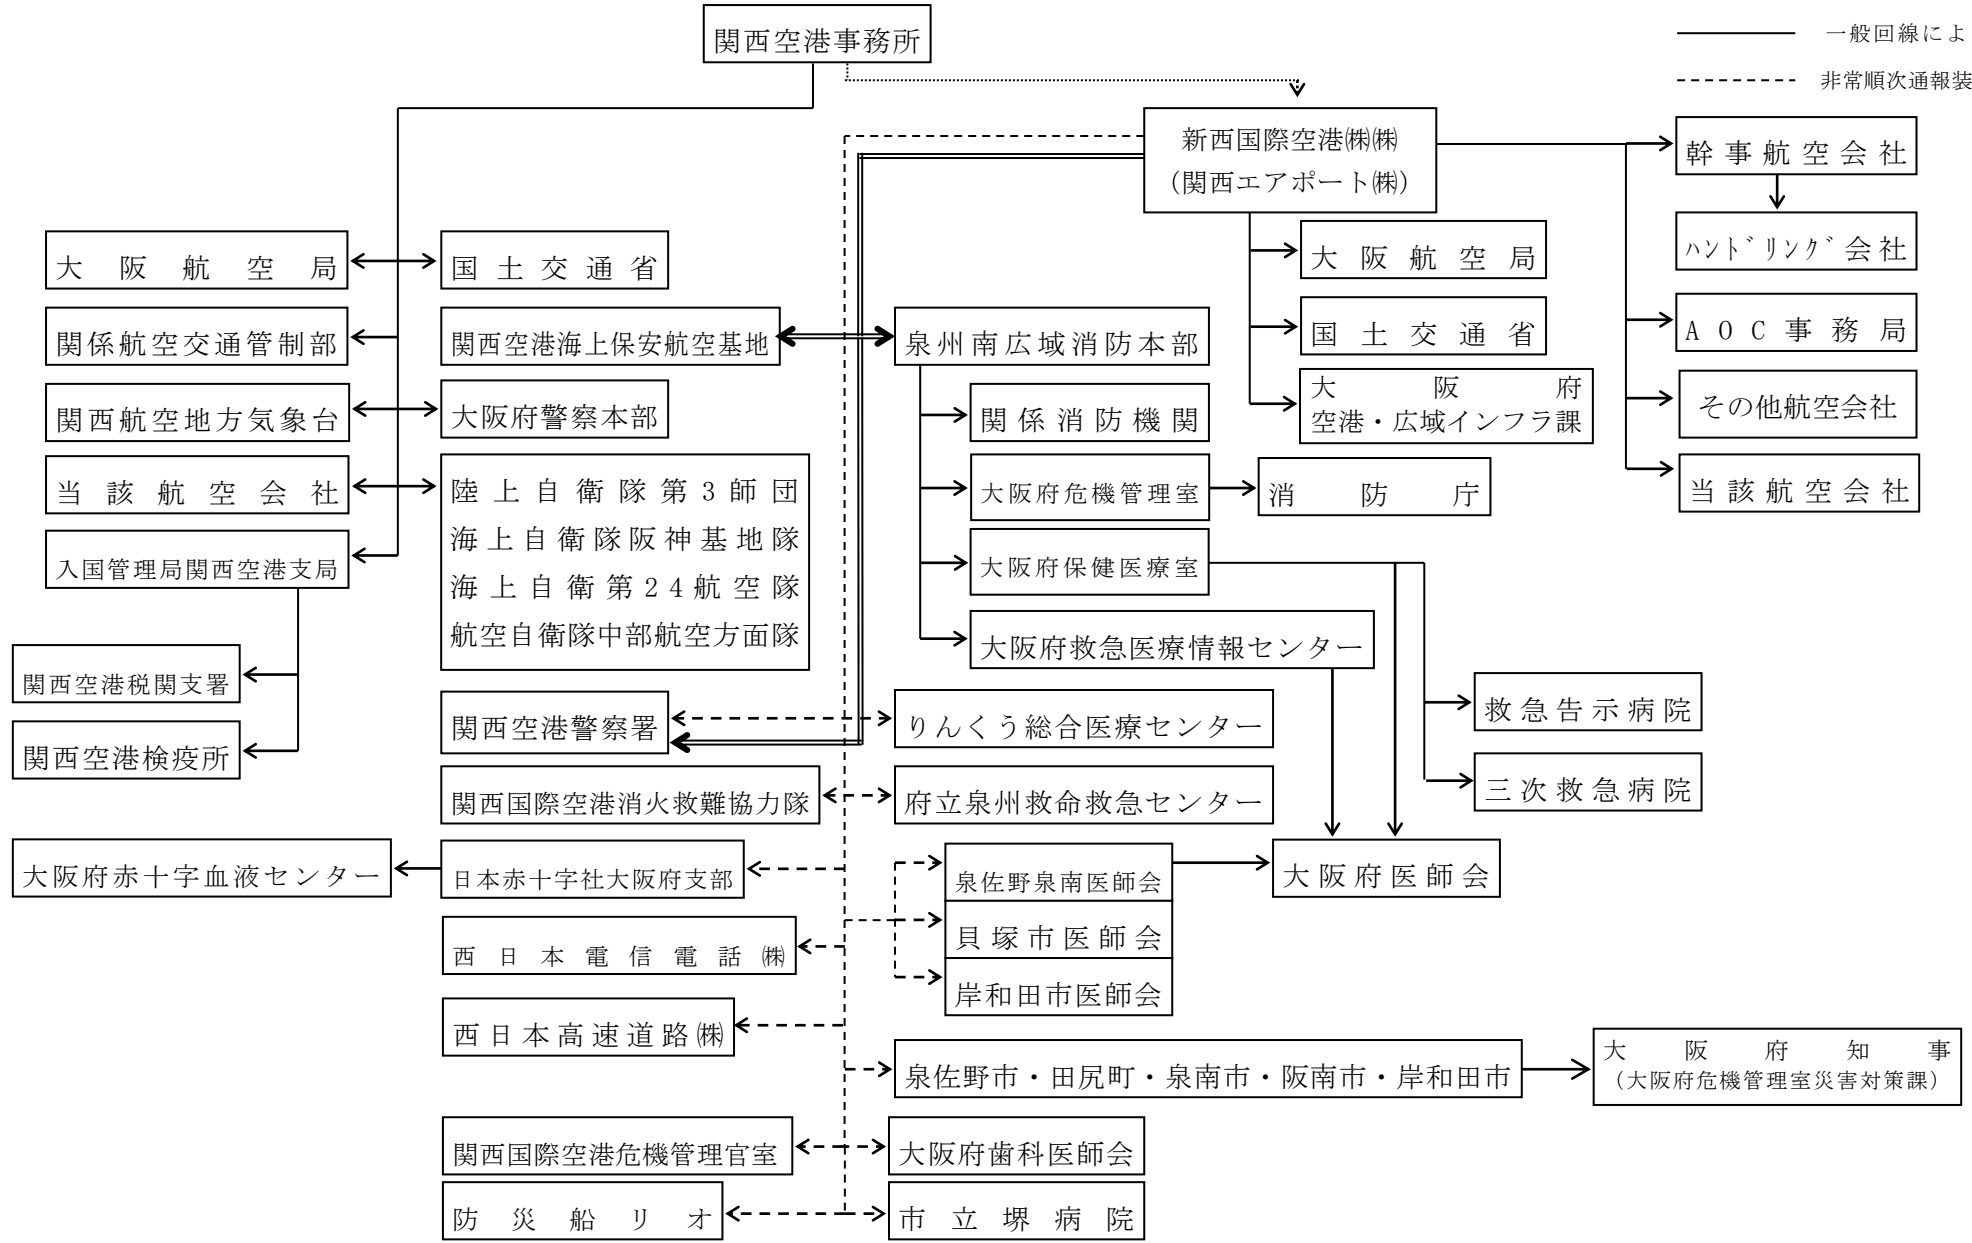 関西空港事務所
一般回線によ
非常順次通報装
新西国際空港㈱㈱
(関西エアポート㈱)
幹事航空会社
ﾊﾝﾄﾞﾘﾝｸﾞ会社
AOC事務局
その他航空会社
当該航空会社
大阪航空局
国土交通省
大阪府
空港・広域インフラ課
大阪航空局
国土交通省
関係航空交通管制部
関西空港海上保安航空基地
泉州南広域消防本部
関西航空地方気象台
大阪府警察本部
関係消防機関
当該航空会社
陸上自衛隊第3師団
海上自衛隊阪神基地隊
海上自衛第24航空隊
航空自衛隊中部航空方面隊
大阪府危機管理室
消防庁
入国管理局関西空港支局
大阪府保健医療室
大阪府救急医療情報センター
関西空港税関支署
関西空港検疫所
関西空港警察署
りんくう総合医療センター
救急告示病院
三次救急病院
関西国際空港消火救難協力隊
府立泉州救命救急センター
大阪府赤十字血液センター
日本赤十字社大阪府支部
泉佐野泉南医師会
大阪府医師会
貝塚市医師会
岸和田市医師会
西日本電信電話㈱
西日本高速道路㈱
泉佐野市・田尻町・泉南市・阪南市・岸和田市
大阪府知事
(大阪府危機管理室災害対策課)
関西国際空港危機管理官室
大阪府歯科医師会
防災船リオ
市立堺病院